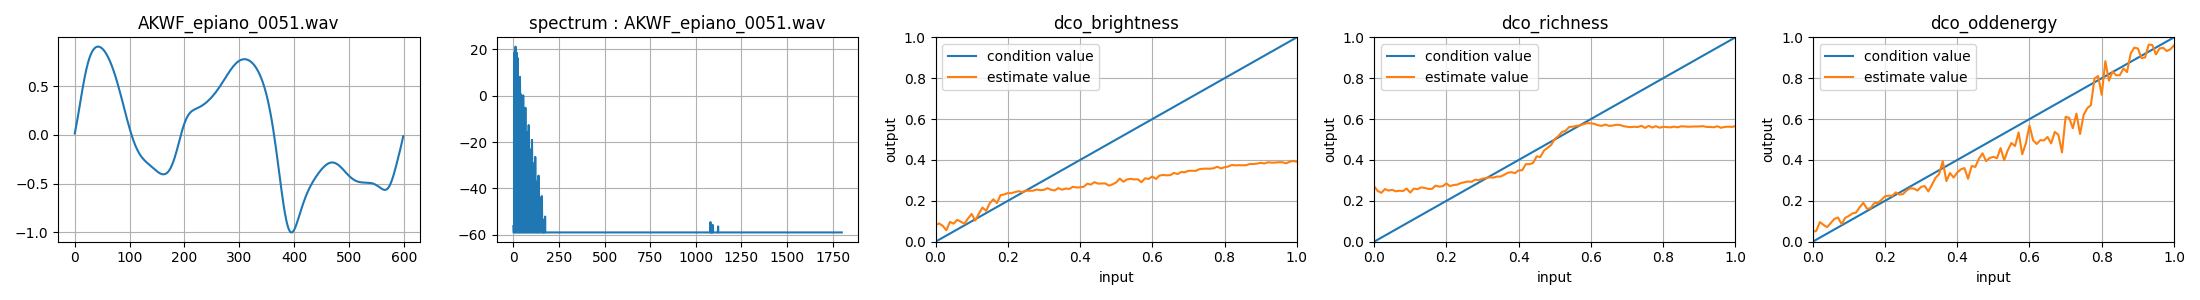 AKWF_epiano_0051.wav
0.5
0.0
−0.5
−1.0
0 100 200 300 400 500 600
spectrum : AKWF_epiano_0051.wav
20
0
−20
−40
−60
0 250 500 750 1000 1250 1500 1750
dco_brightness
condition value
estimate value
output
1.0
0.8
0.6
0.4
0.2
0.0
0.0 0.2 0.4 0.6 0.8 1.0
input
dco_richness
condition value
estimate value
output
1.0
0.8
0.6
0.4
0.2
0.0
0.0 0.2 0.4 0.6 0.8 1.0
input
dco_oddenergy
condition value
estimate value
output
1.0
0.8
0.6
0.4
0.2
0.0
0.0 0.2 0.4 0.6 0.8 1.0
input